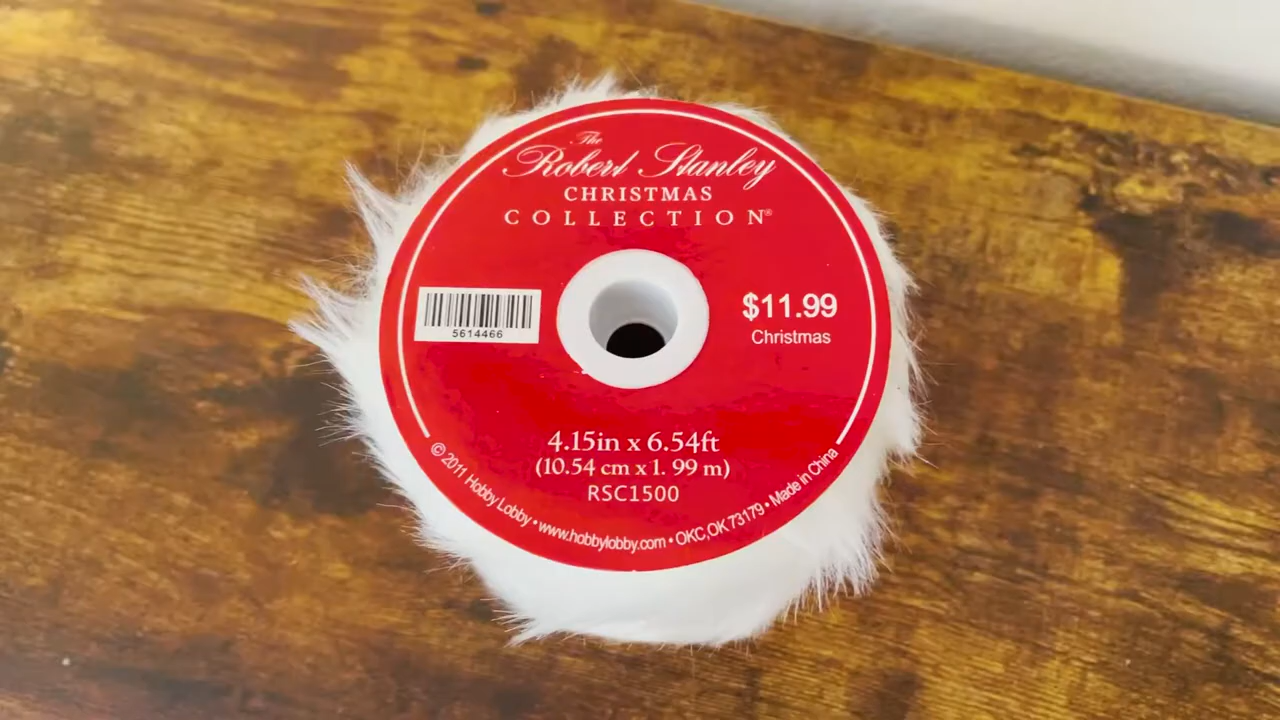 The
Robert Stanley
CHRISTMAS
COLLECTION®
5614466
$11.99
Christmas
4.15in x 6.54ft
(10.54 cm x 1. 99 m)
RSC1500
© 2011 Hobby Lobby • www.hobbylobby.com • OKC,OK 73179 • Made in China